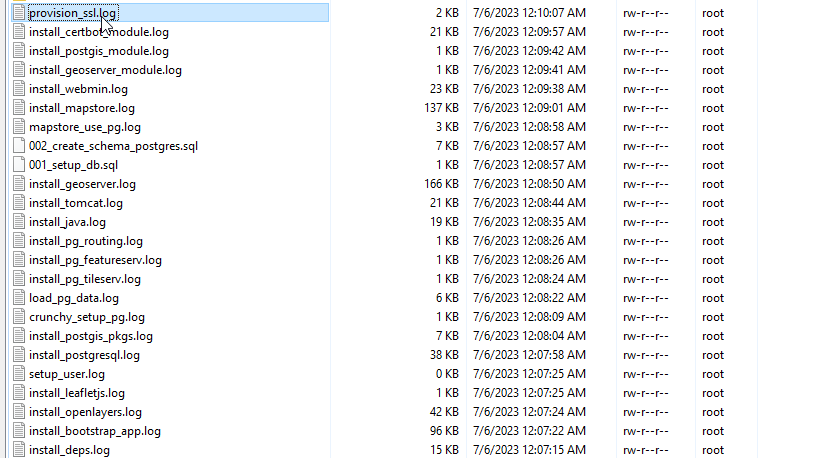 provision_ssl.log 2 KB 7/6/2023 12:10:07 AM rw-r--r-- root
install_certbot_module.log 21 KB 7/6/2023 12:09:57 AM rw-r--r-- root
install_postgis_module.log 1 KB 7/6/2023 12:09:42 AM rw-r--r-- root
install_geoserver_module.log 1 KB 7/6/2023 12:09:41 AM rw-r--r-- root
install_webmin.log 23 KB 7/6/2023 12:09:38 AM rw-r--r-- root
install_mapstore.log 137 KB 7/6/2023 12:09:01 AM rw-r--r-- root
mapstore_use_pg.log 3 KB 7/6/2023 12:08:58 AM rw-r--r-- root
002_create_schema_postgres.sql 7 KB 7/6/2023 12:08:57 AM rw-r--r-- root
001_setup_db.sql 1 KB 7/6/2023 12:08:57 AM rw-r--r-- root
install_geoserver.log 166 KB 7/6/2023 12:08:50 AM rw-r--r-- root
install_tomcat.log 21 KB 7/6/2023 12:08:44 AM rw-r--r-- root
install_java.log 19 KB 7/6/2023 12:08:35 AM rw-r--r-- root
install_pg_routing.log 1 KB 7/6/2023 12:08:26 AM rw-r--r-- root
install_pg_featureserv.log 1 KB 7/6/2023 12:08:26 AM rw-r--r-- root
install_pg_tileserv.log 1 KB 7/6/2023 12:08:24 AM rw-r--r-- root
load_pg_data.log 6 KB 7/6/2023 12:08:22 AM rw-r--r-- root
crunchy_setup_pg.log 1 KB 7/6/2023 12:08:09 AM rw-r--r-- root
install_postgis_pkgs.log 7 KB 7/6/2023 12:08:04 AM rw-r--r-- root
install_postgresql.log 38 KB 7/6/2023 12:07:58 AM rw-r--r-- root
setup_user.log 0 KB 7/6/2023 12:07:25 AM rw-r--r-- root
install_leafletjs.log 1 KB 7/6/2023 12:07:25 AM rw-r--r-- root
install_openlayers.log 42 KB 7/6/2023 12:07:24 AM rw-r--r-- root
install_bootstrap_app.log 96 KB 7/6/2023 12:07:22 AM rw-r--r-- root
install_deps.log 15 KB 7/6/2023 12:07:15 AM rw-r--r-- root